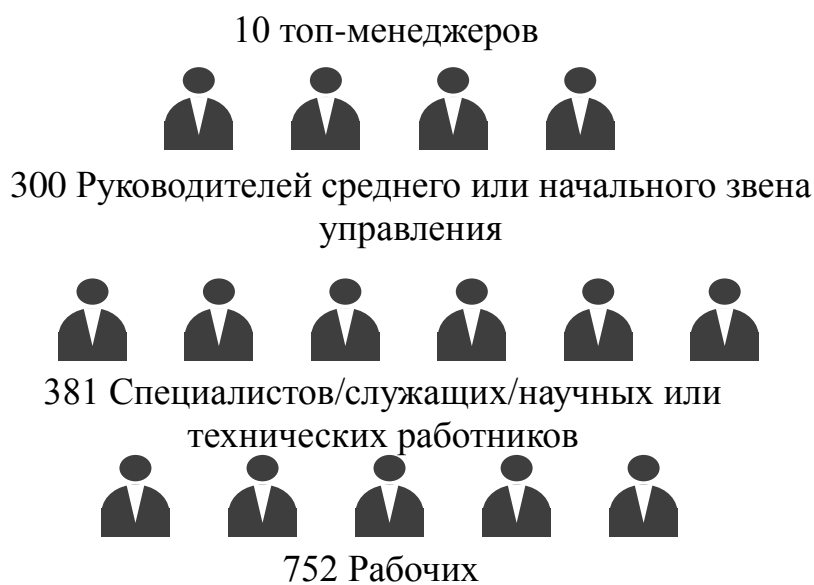 10 топ-менеджеров
300 Руководителей среднего или начального звена
управления
381 Специалистов/служащих/научных или
технических работников
752 Рабочих